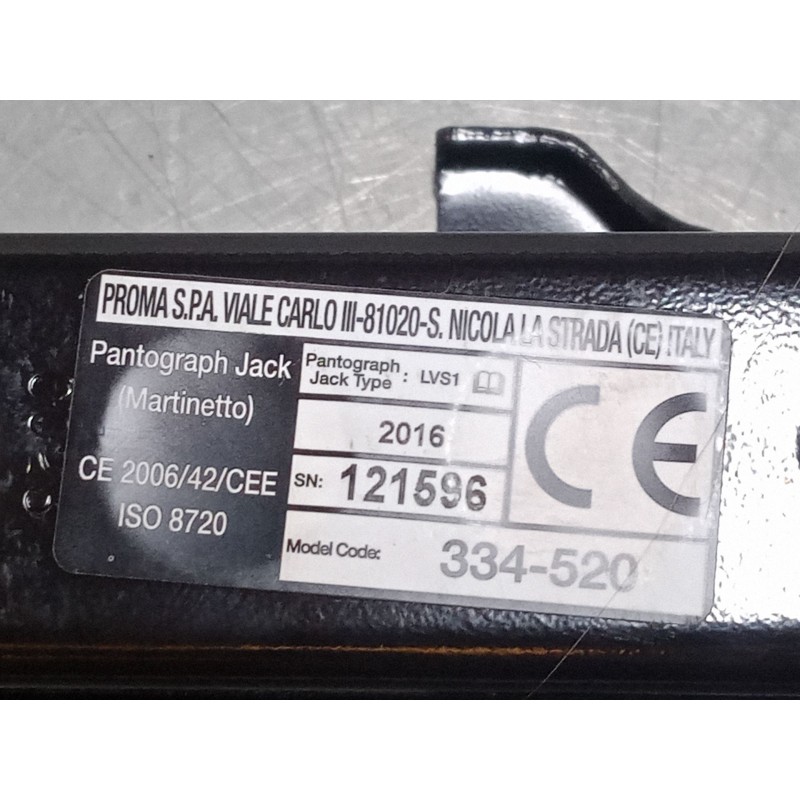 PROMA S.P.A. VIALE CARLO III-81020-S. NICOLA LA STRADA (CE) ITALY
Pantograph Jack
(Martinetto)
CE 2006/42/CEE
ISO 8720
Pantograph
Jack Type : LVS1
2016
SN: 121596
Model Code: 334-520
CE